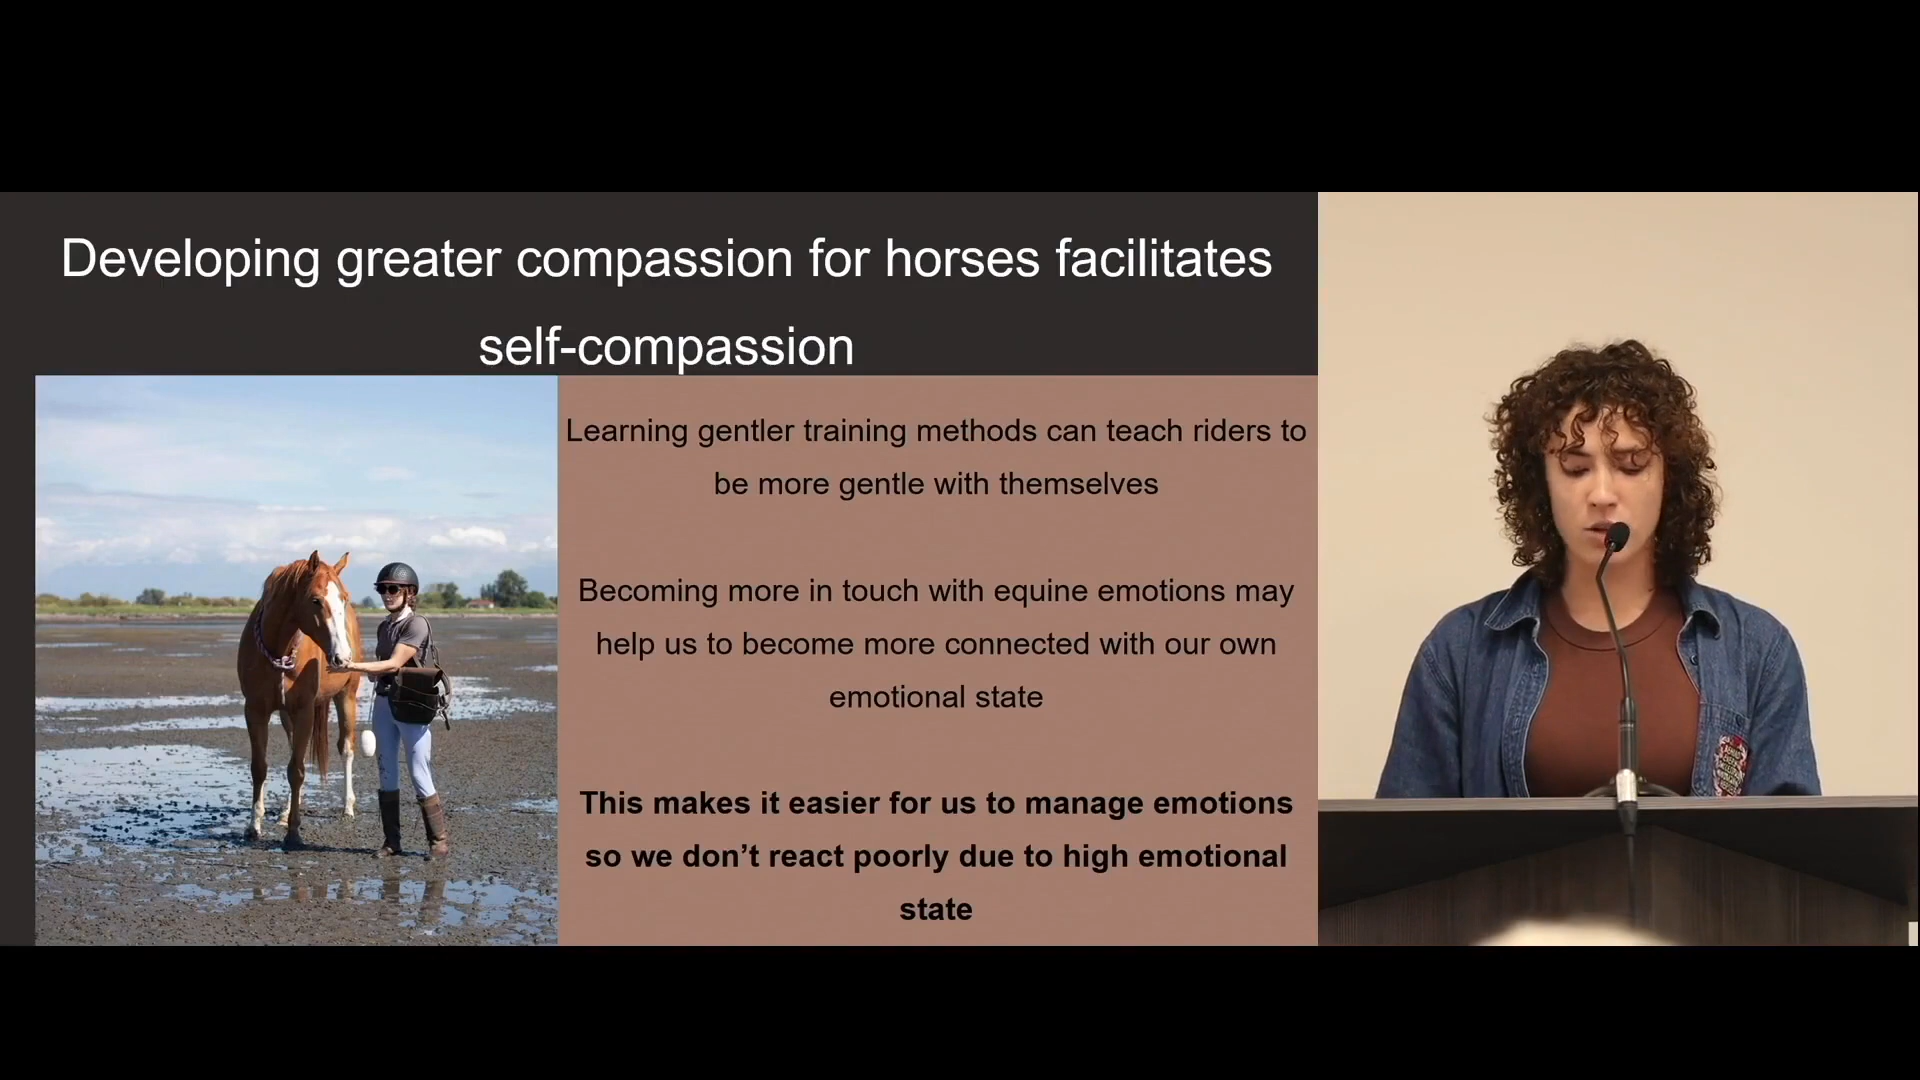 Developing greater compassion for horses facilitates
self-compassion
Learning gentler training methods can teach riders to
be more gentle with themselves
Becoming more in touch with equine emotions may
help us to become more connected with our own
emotional state
This makes it easier for us to manage emotions
so we don’t react poorly due to high emotional
state